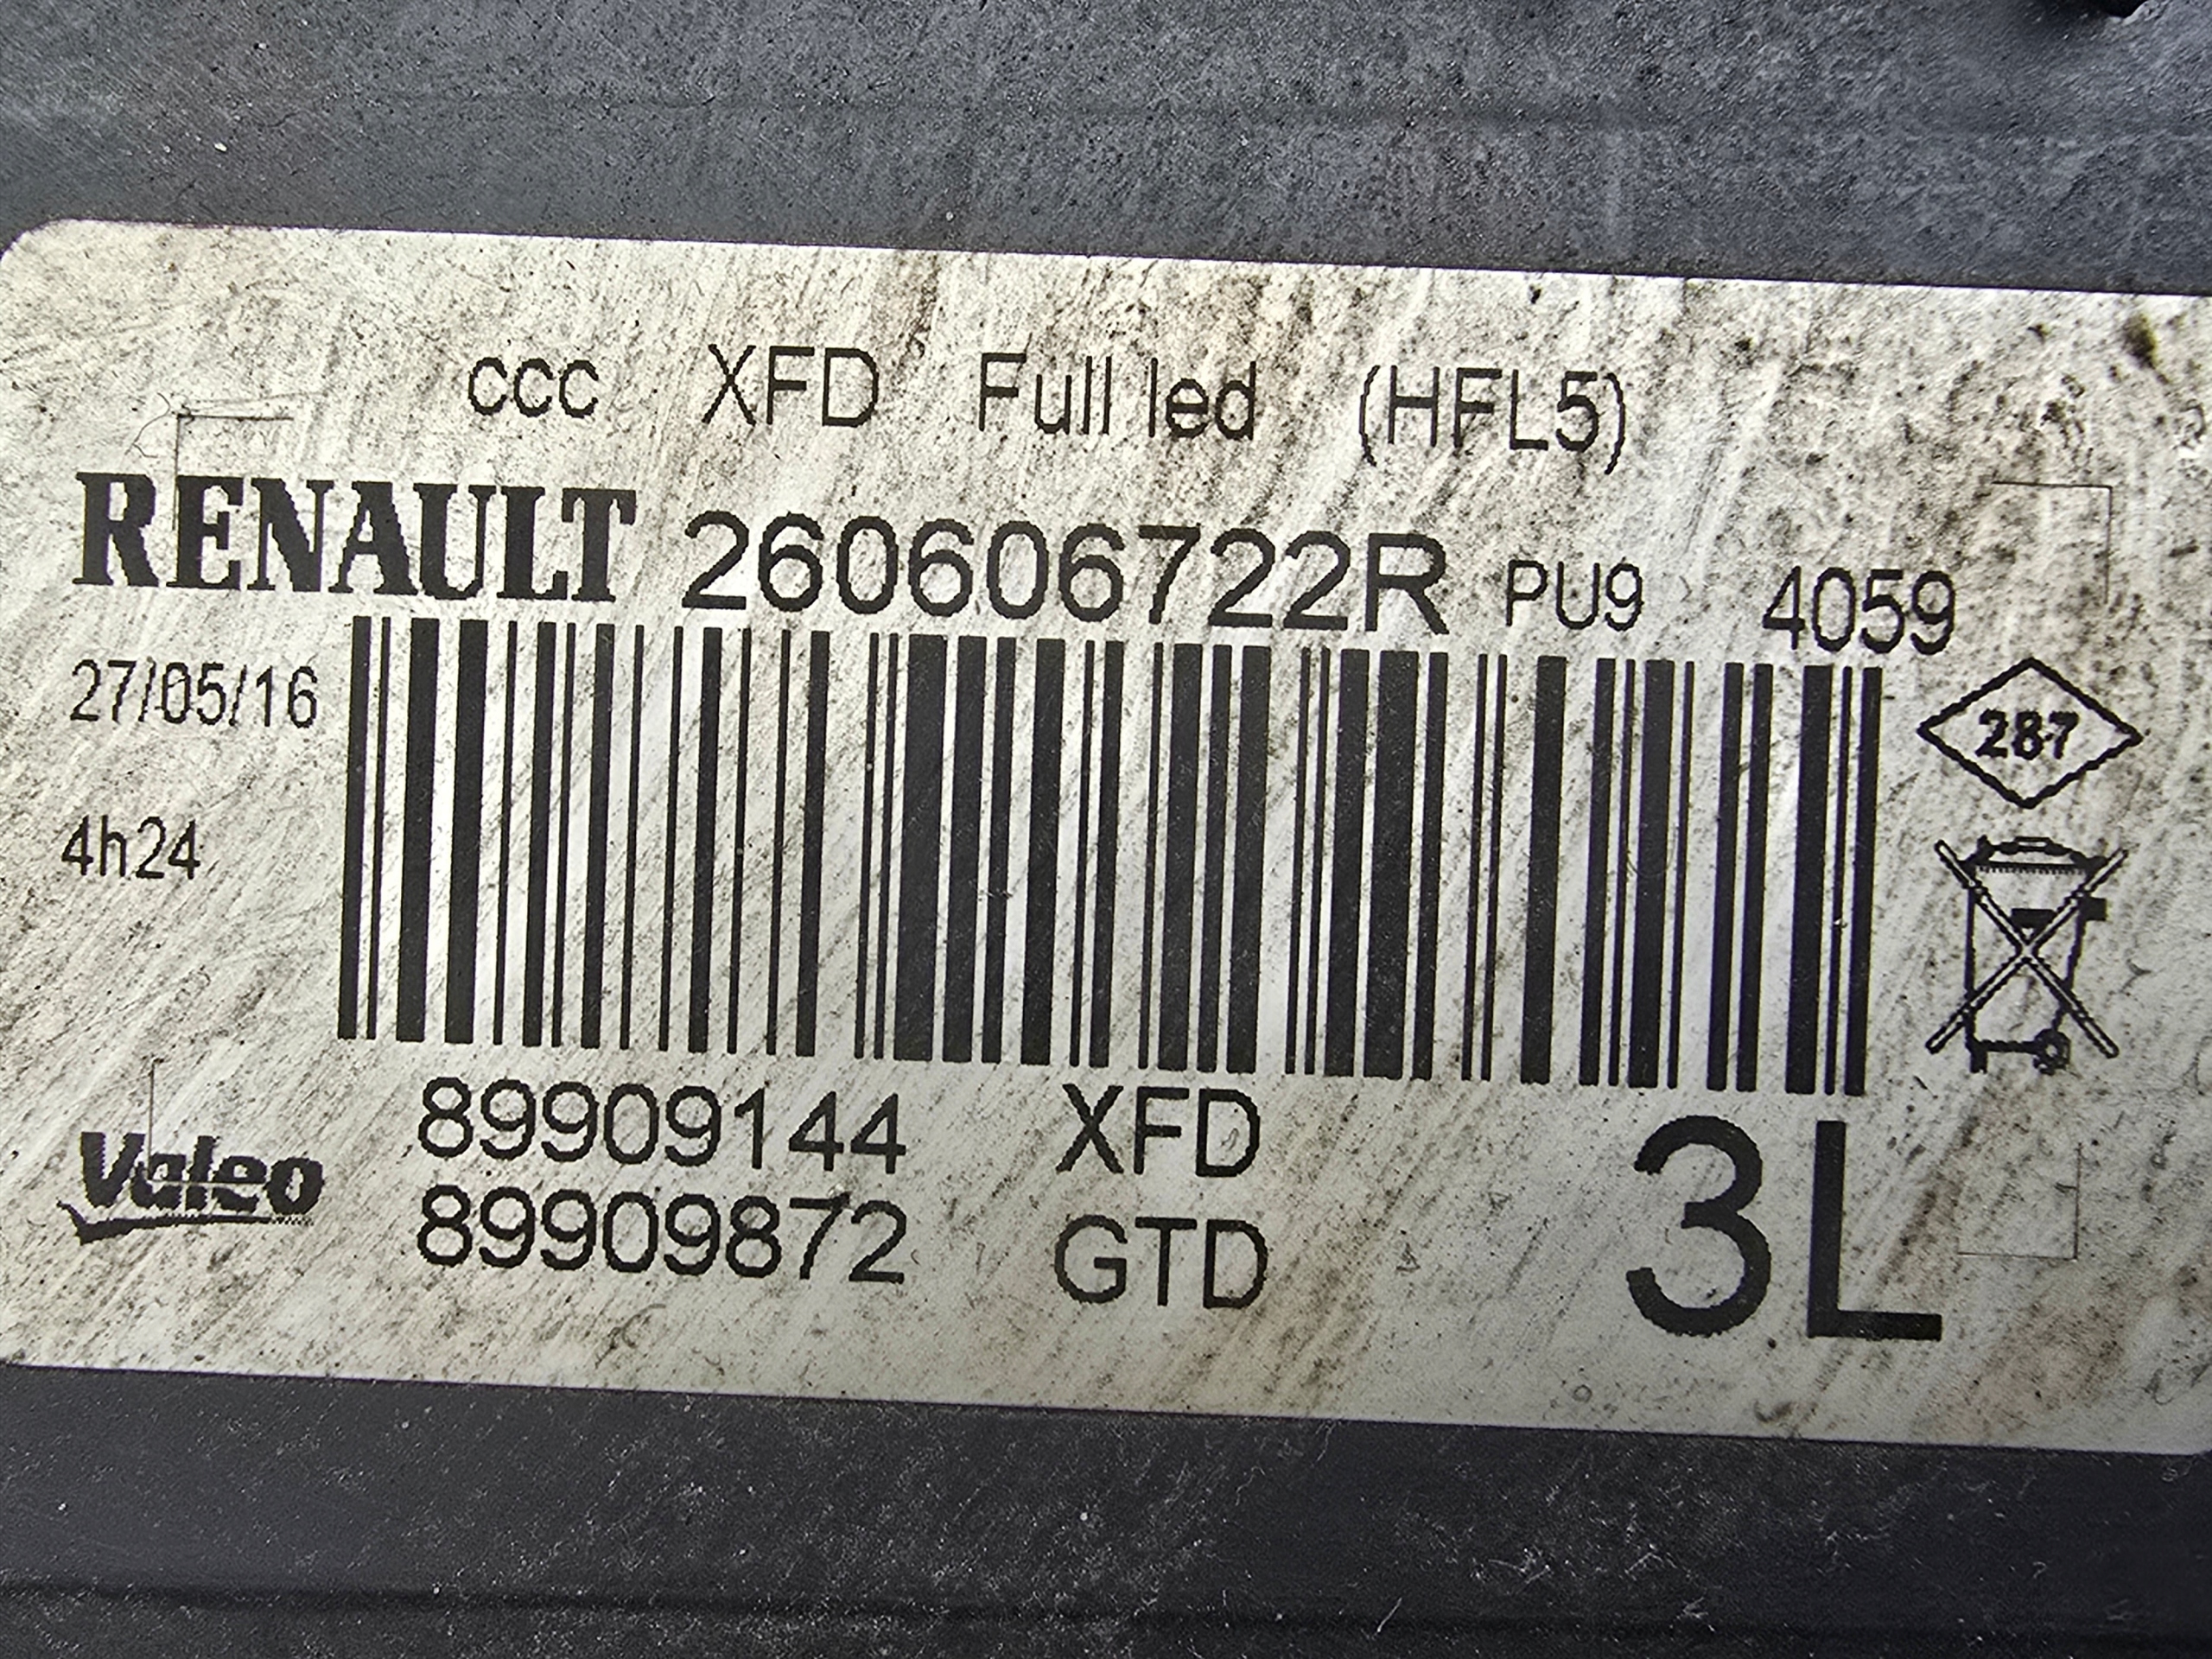 ccc XFD Full led (HFL5)
RENAULT 260606722R PU9 4059
27/05/16
287
4h24
Valeo
89909144 XFD
89909872 GTD
3L